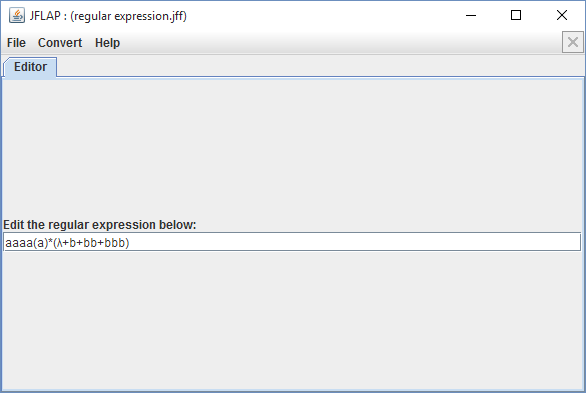 JFLAP : (regular expression.jff)
File Convert Help
Editor
Edit the regular expression below:
aaaa(a)*(λ+b+bb+bbb)